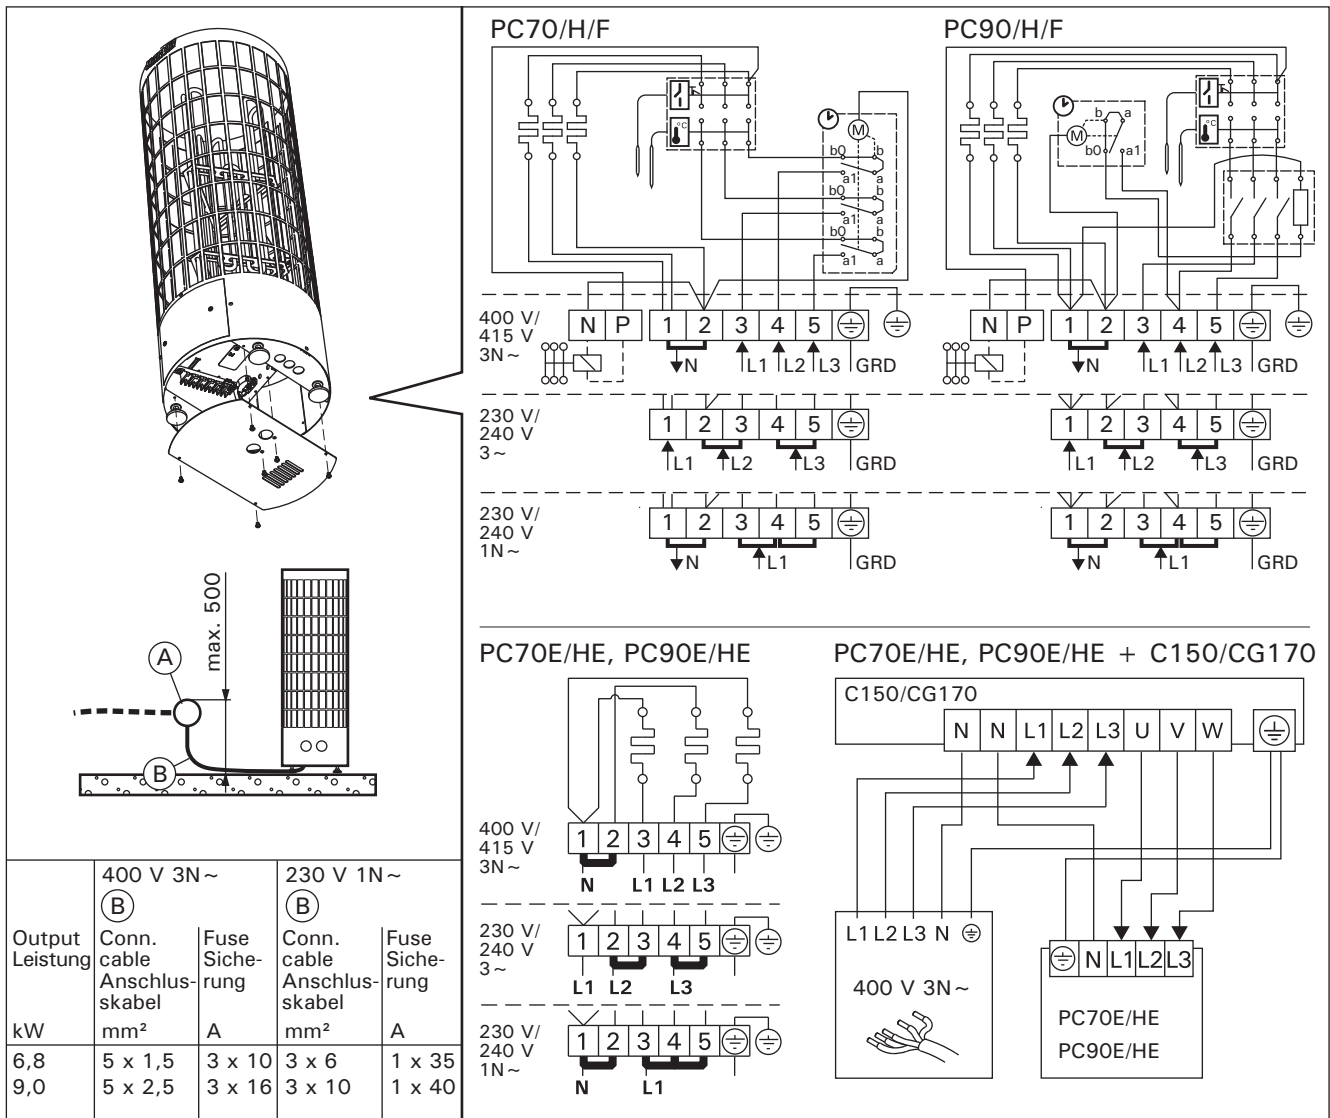 PC70/H/F
PC90/H/F
M
b0 b
a1 a
b0 b
a1 a
b0 b
a1 a
°C
b a
M
b0 a1
°C
400 V/
415 V
3N~
N P 1 2 3 4 5
N L1 L2 L3 GRD
N P 1 2 3 4 5
N L1 L2 L3 GRD
230 V/
240 V
3~
1 2 3 4 5
L1 L2 L3 GRD
1 2 3 4 5
L1 L2 L3 GRD
230 V/
240 V
1N~
1 2 3 4 5
N L1 GRD
1 2 3 4 5
N L1 GRD
max. 500
A
B
400 V 3N~ 230 V 1N~
B B
Output Conn. Fuse Conn. Fuse
Leistung cable Siche- cable Siche-
Anschlus- rung Anschlus- rung
skabel skabel
kW mm² A mm² A
6,8 5 x 1,5 3 x 10 3 x 6 1 x 35
9,0 5 x 2,5 3 x 16 3 x 10 1 x 40
PC70E/HE, PC90E/HE
400 V/
415 V
3N~
1 2 3 4 5
N L1 L2 L3
230 V/
240 V
3~
1 2 3 4 5
L1 L2 L3
230 V/
240 V
1N~
1 2 3 4 5
N L1
PC70E/HE, PC90E/HE + C150/CG170
C150/CG170
N N L1 L2 L3 U V W
L1 L2 L3 N
400 V 3N~
N L1 L2 L3
PC70E/HE
PC90E/HE